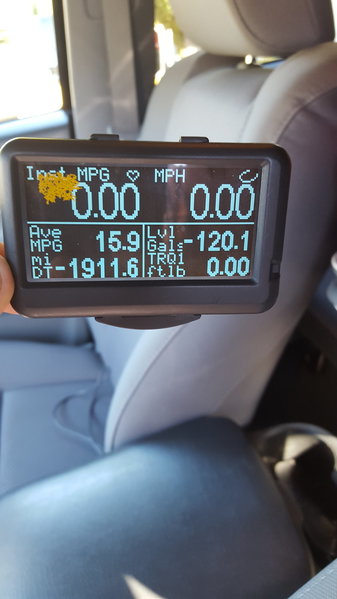 Inst MPG ♡ MPH
0.00 0.00
Ave MPG 15.9 Lvl Gals -120.1
mi DT -1911.6 TRQ1 ftlb 0.00